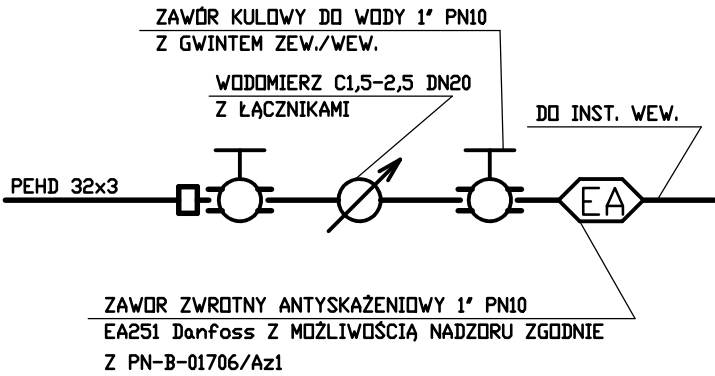 ZAWÓR KULOWY DO WODY 1" PN10
Z GWINTEM ZEW./WEW.
WODOMIERZ C1,5-2,5 DN20
Z ŁĄCZNIKAMI
DO INST. WEW.
PEHD 32x3
EA
ZAWOR ZWROTNY ANTYSKAŻENIOWY 1" PN10
EA251 Danfoss Z MOŻLIWOŚCIĄ NADZORU ZGODNIE
Z PN-B-01706/Az1